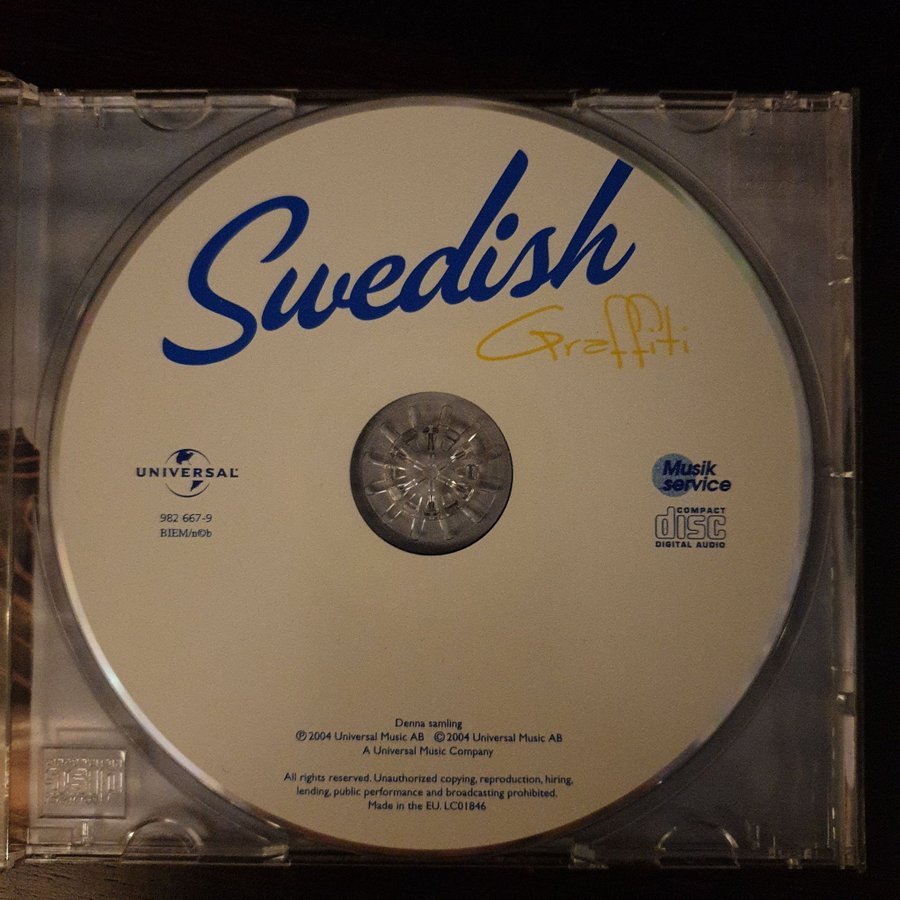 Swedish
Graffiti
UNIVERSAL
982 667-9
BIEM/n©b
Musik
service
COMPACT
disc
DIGITAL AUDIO
Denna samling
℗ 2004 Universal Music AB © 2004 Universal Music AB
A Universal Music Company
All rights reserved. Unauthorized copying, reproduction, hiring,
lending, public performance and broadcasting prohibited.
Made in the EU. LC01846